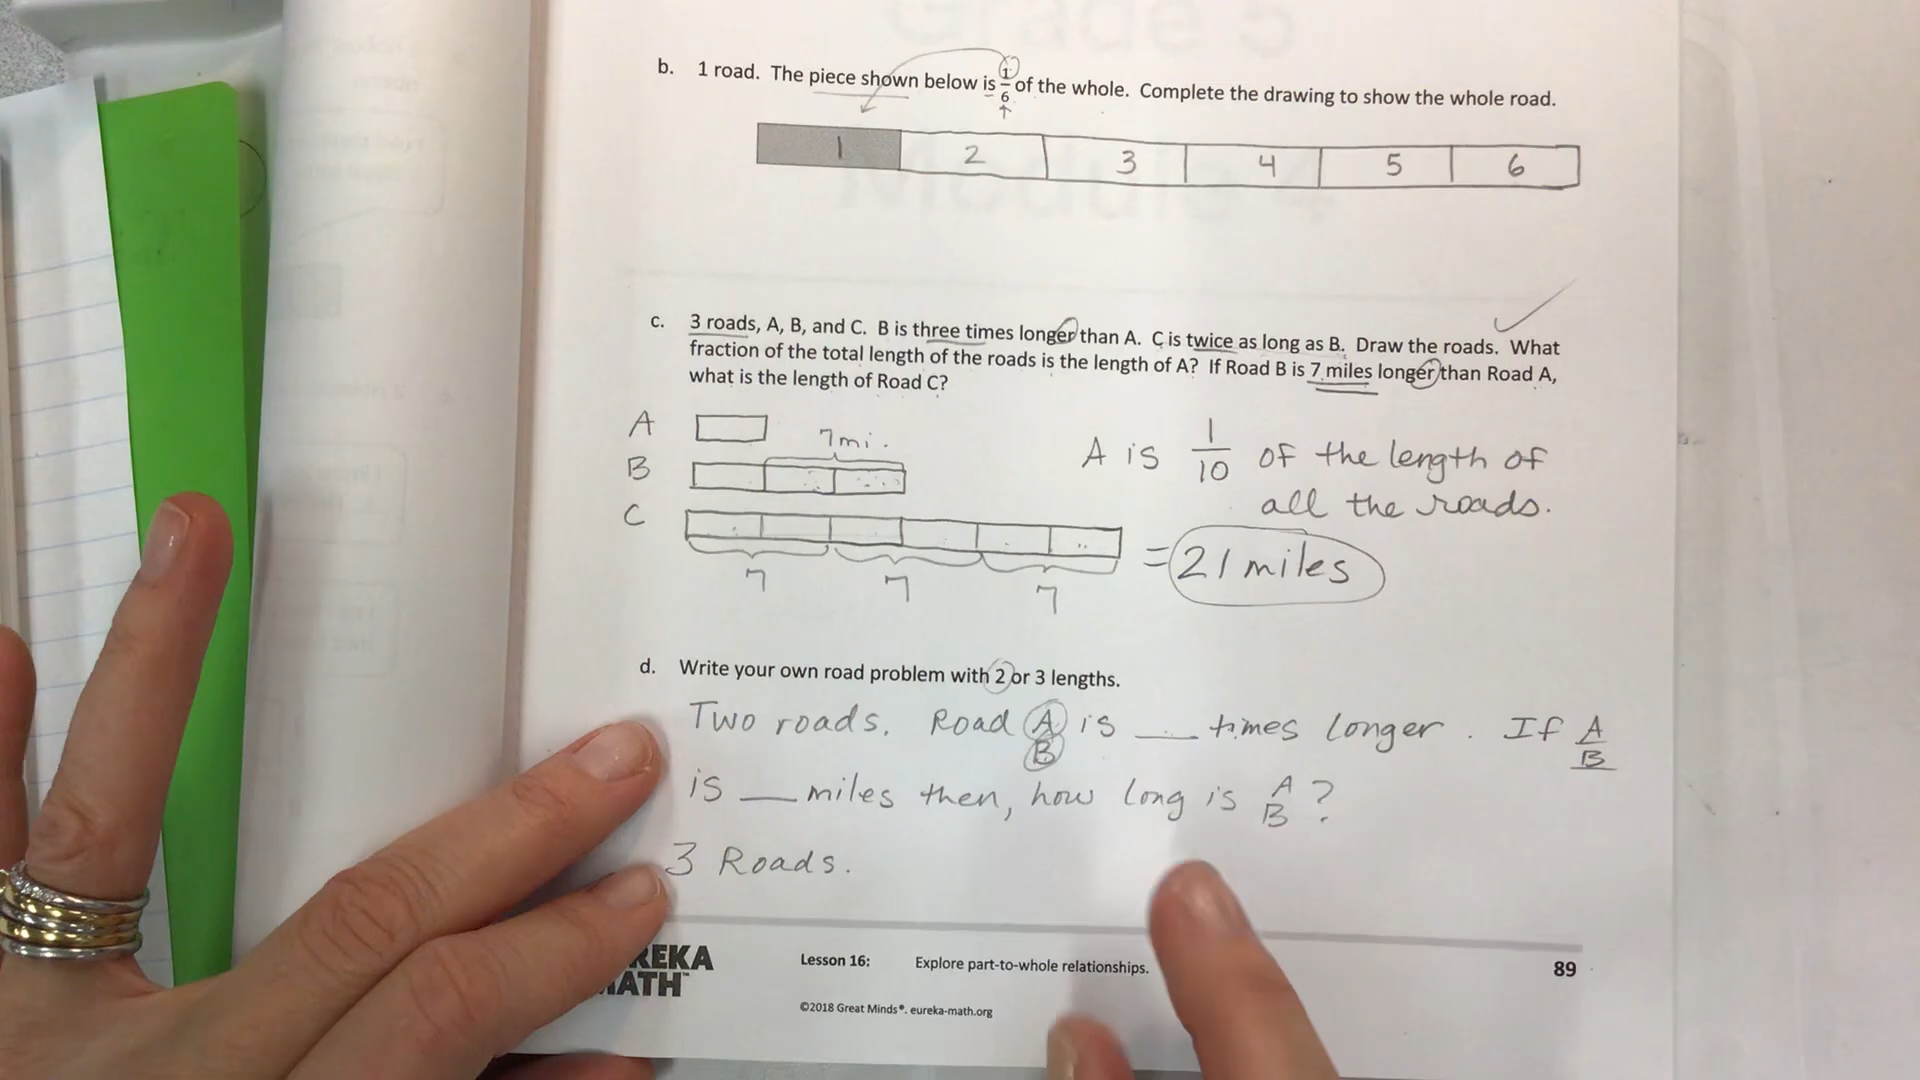 b. 1 road. The piece shown below is 1/6 of the whole. Complete the drawing to show the whole road.
1 2 3 4 5 6
c. 3 roads, A, B, and C. B is three times longer than A. C is twice as long as B. Draw the roads. What
fraction of the total length of the roads is the length of A? If Road B is 7 miles longer than Road A,
what is the length of Road C?
A
7mi.
B
C
7 7 7
A is 1/10 of the length of
all the roads.
= 21 miles
d. Write your own road problem with 2 or 3 lengths.
Two roads. Road A B is ___ times longer. If A B
is ___ miles then, how long is A B ?
3 Roads.
Lesson 16: Explore part-to-whole relationships.
89
©2018 Great Minds®. eureka-math.org